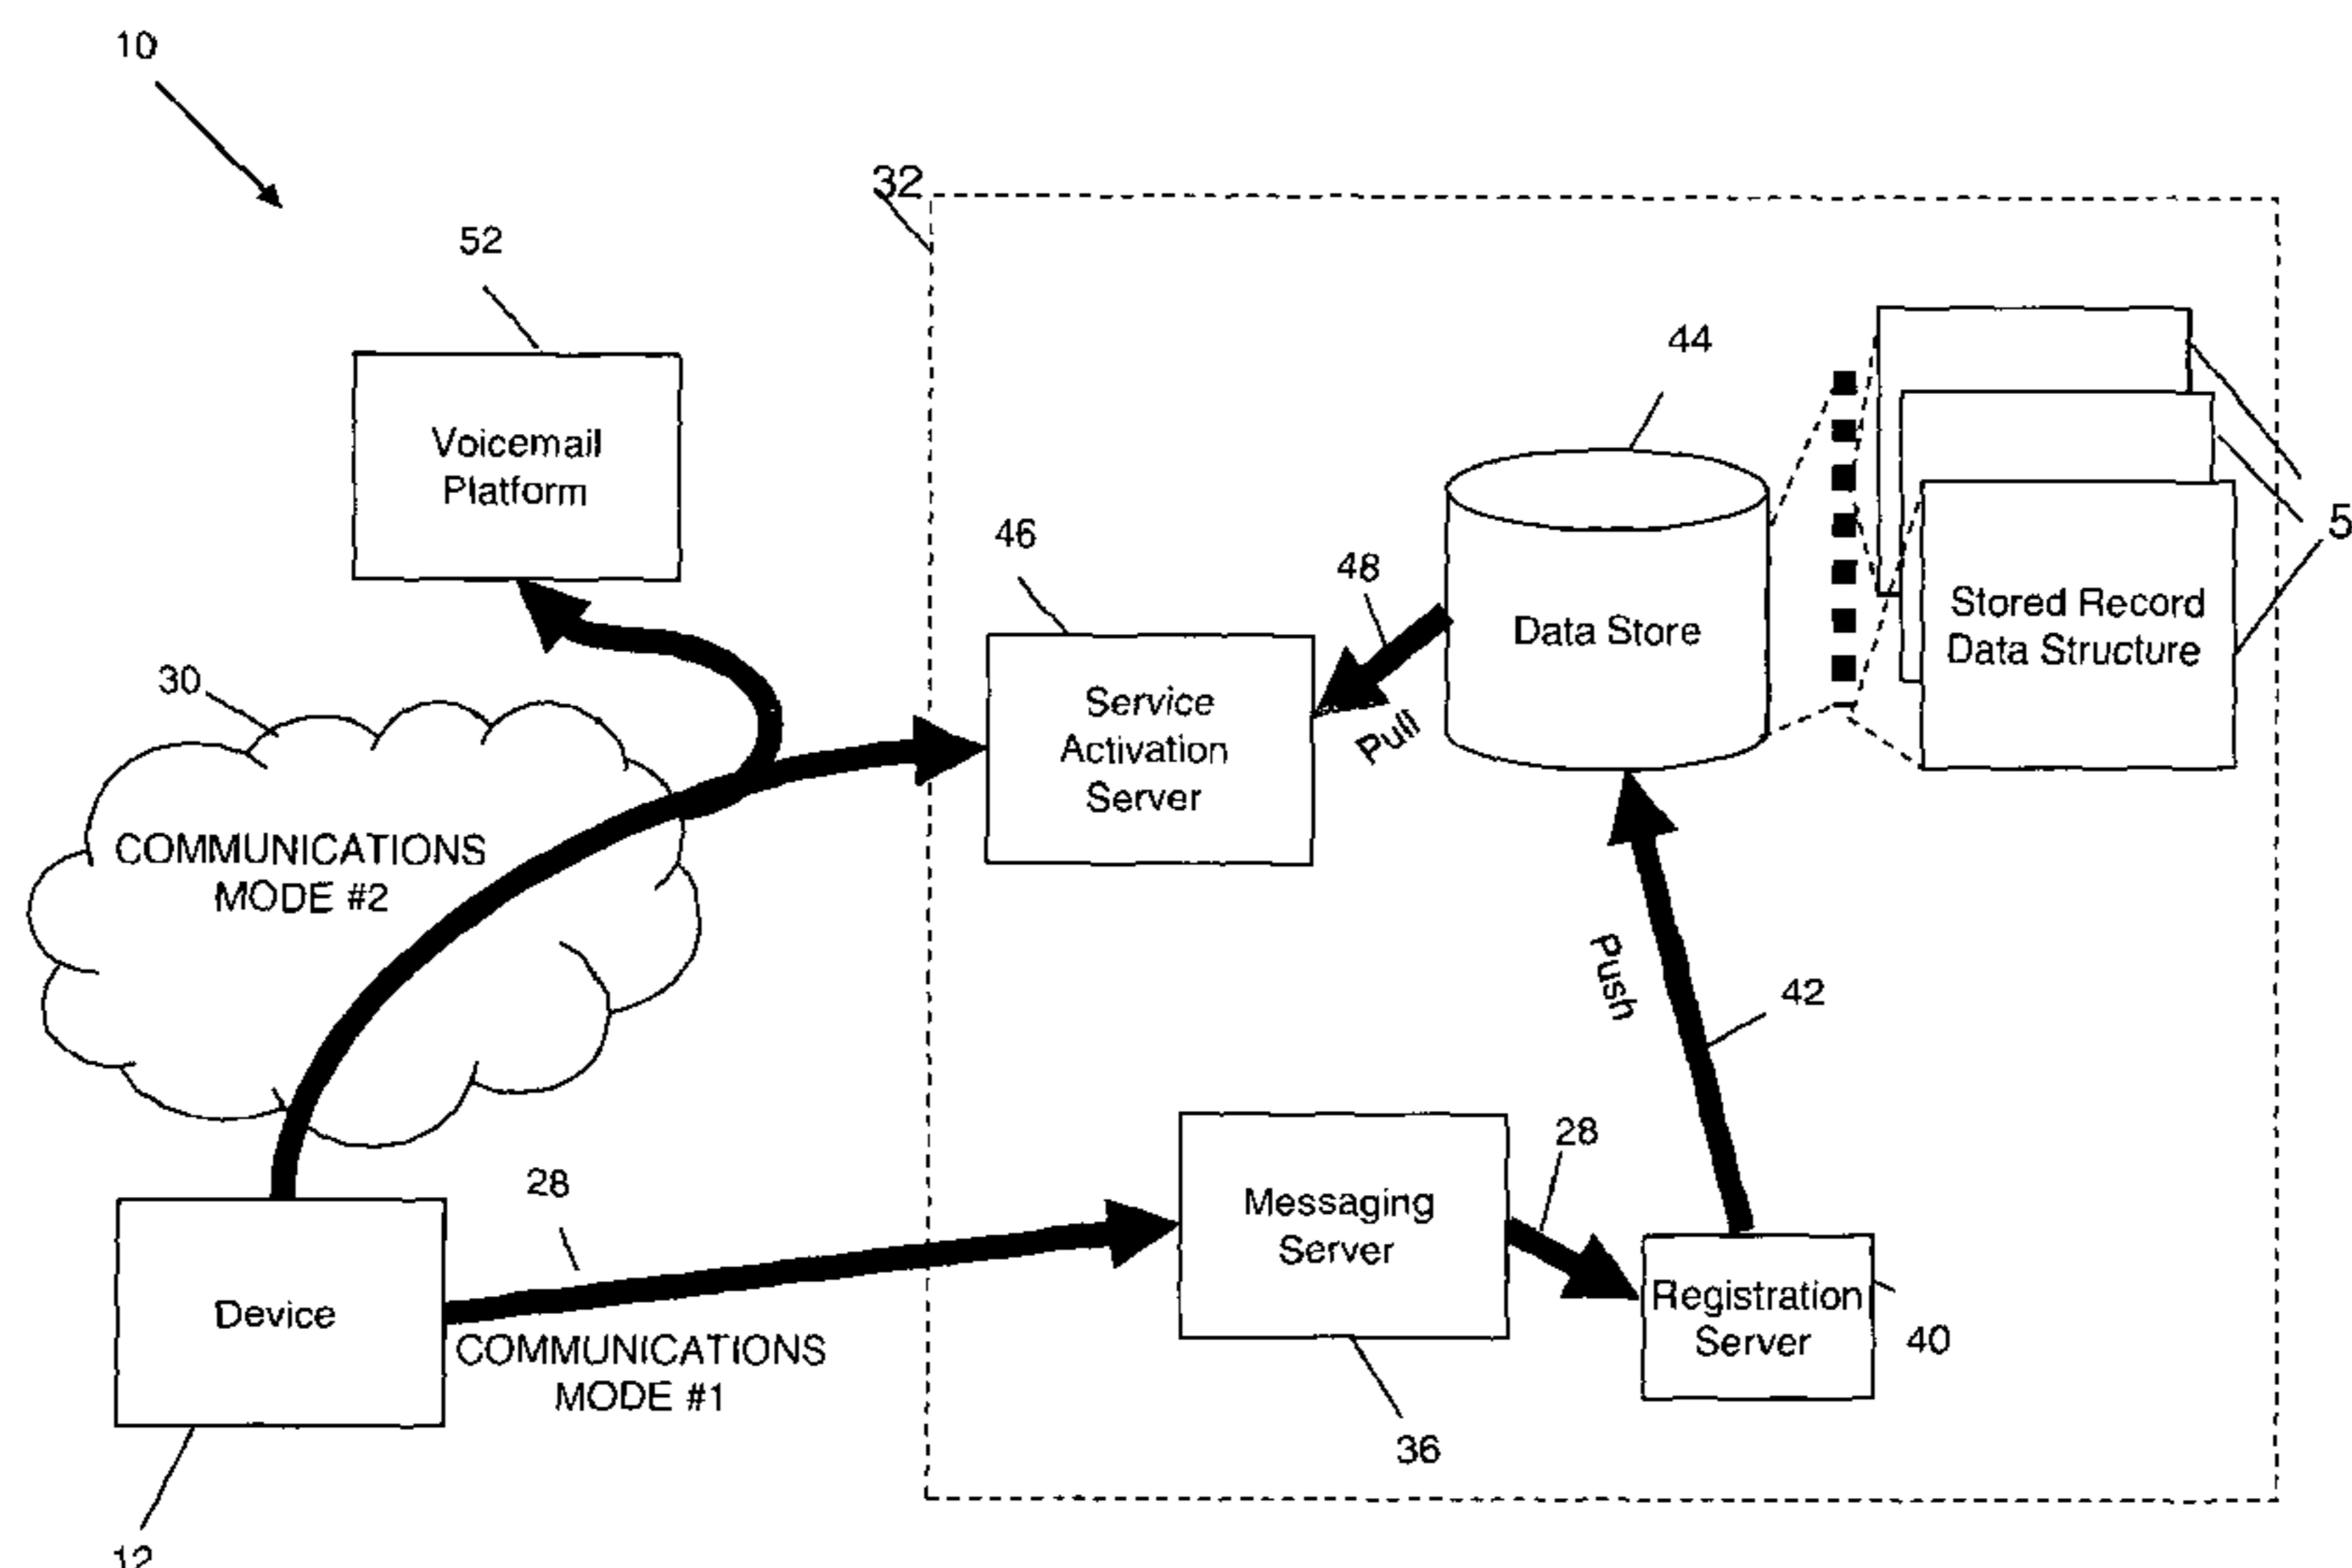 10
32
52
44
Voicemail
Platform
46
48
Stored Record
Data Structure
Data Store
Pull
30
Service
Activation
Server
COMMUNICATIONS
MODE #2
Push
42
28
28
Messaging
Server
Device
Registration
Server
COMMUNICATIONS
MODE #1
40
36
12